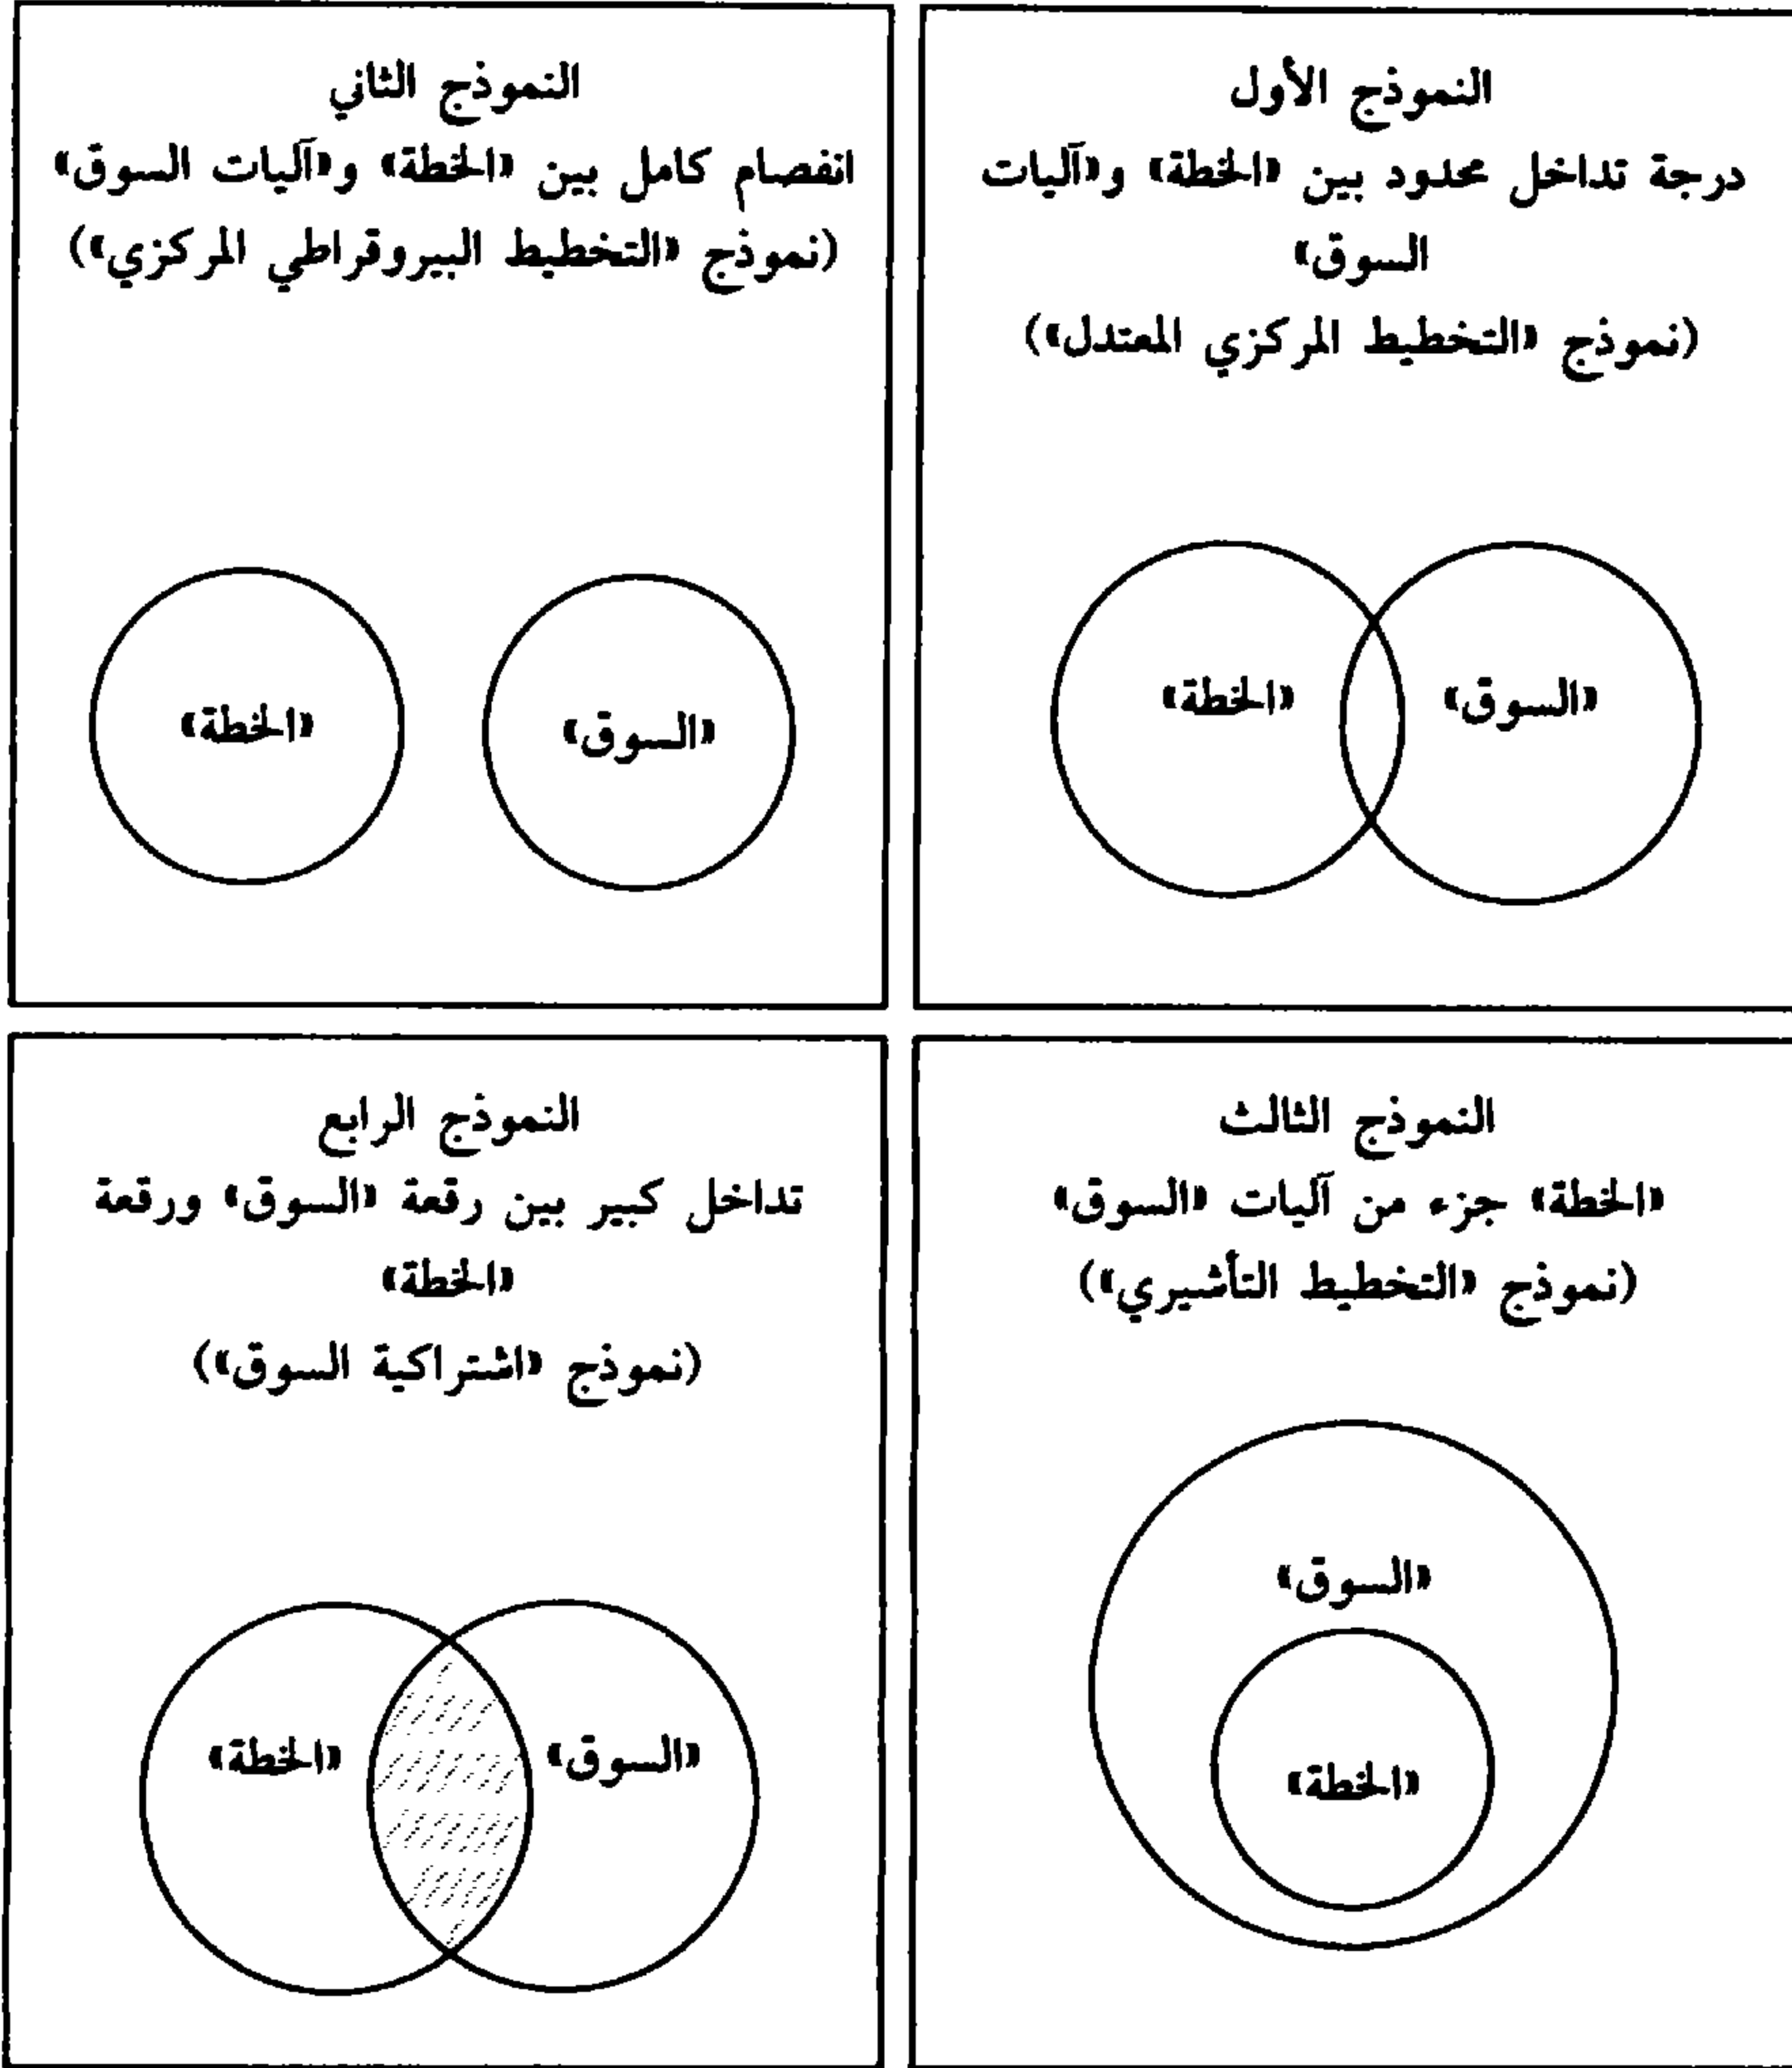 النموذج الأول
درجة تداخل محدود بين «الخطة» و«آليات
السوق»
(نموذج «التخطيط المركزي المعتدل»)
«السوق»
«الخطة»
النموذج الثاني
انفصام كامل بين «الخطة» و«آليات السوق»
(نموذج «التخطيط البيروقراطي المركزي»)
«السوق»
«الخطة»
النموذج الثالث
«الخطة» جزء من آليات «السوق»
(نموذج «التخطيط التأشيري»)
«السوق»
«الخطة»
النموذج الرابع
تداخل كبير بين رقعة «السوق» ورقعة
«الخطة»
(نموذج «اشتراكية السوق»)
«السوق»
«الخطة»